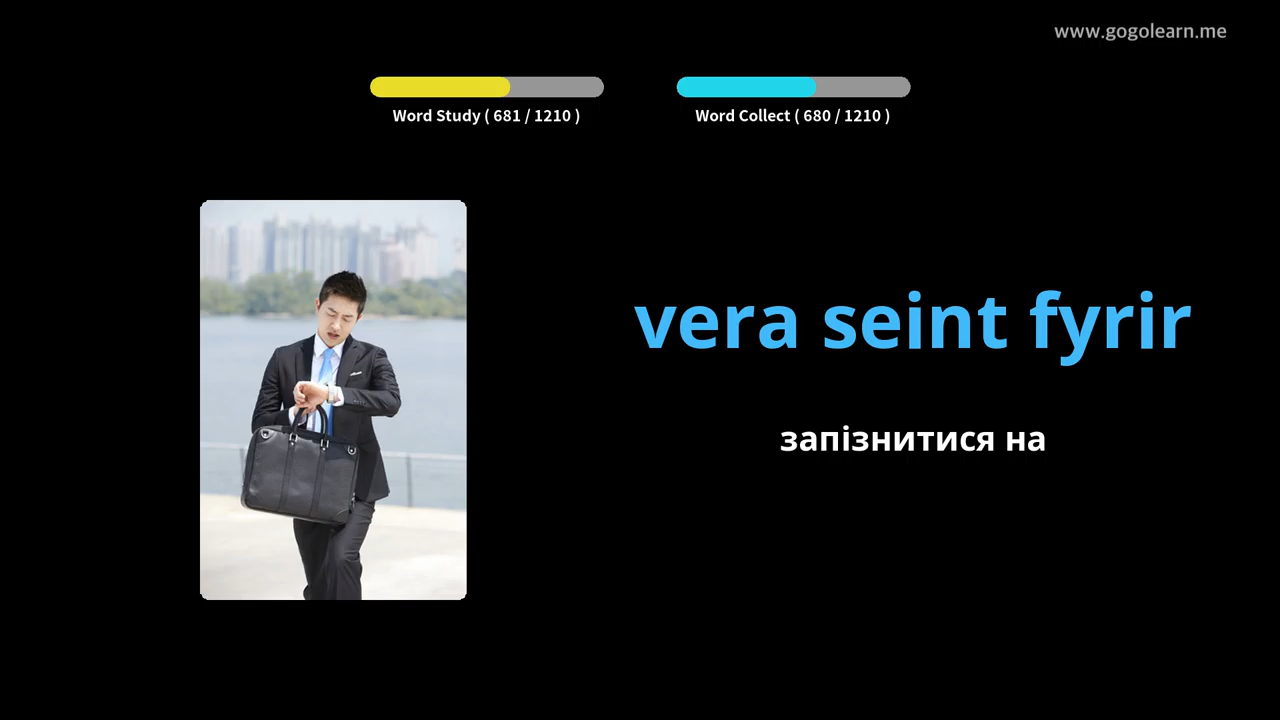 www.gogolearn.me
Word Study ( 681 / 1210 )
Word Collect ( 680 / 1210 )
vera seint fyrir
запізнитися на